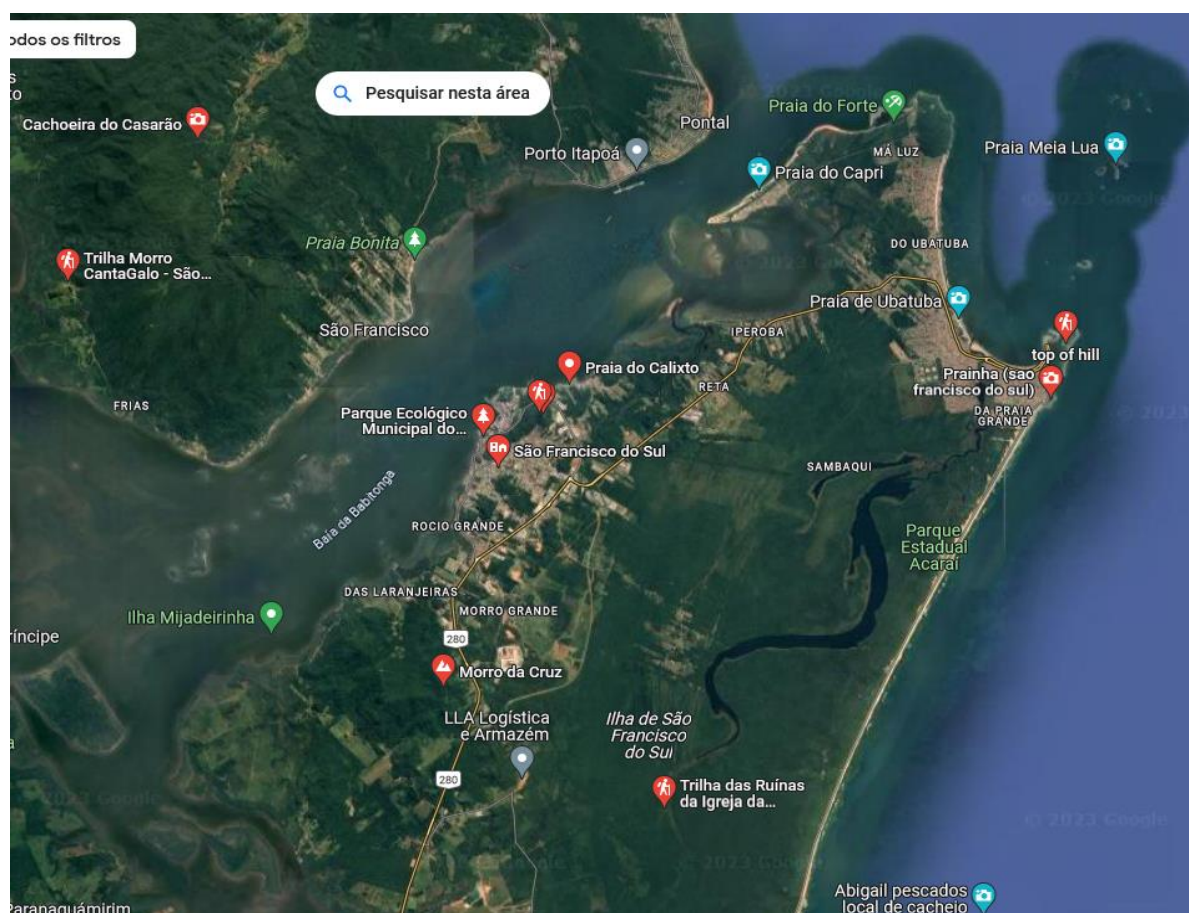 odos os filtros
Pesquisar nesta área
Cachoeira do Casarão
Pontal
Praia do Forte
Porto Itapoá
MÁ LUZ
Praia Meia Lua
Praia do Capri
Praia Bonita
DO UBATUBA
Trilha Morro
CantaGalo - São...
Praia de Ubatuba
São Francisco
IPEROBA
top of hill
Praia do Calixto
RETA
Prainha (sao
francisco do sul)
FRIAS
Parque Ecológico
Municipal do...
DA PRAIA
GRANDE
São Francisco do Sul
SAMBAQUI
Baía da Babitonga
ROCIO GRANDE
Parque
Estadual
Acaraí
DAS LARANJEIRAS
MORRO GRANDE
Ilha Mijadeirinha
ríncipe
280
Morro da Cruz
LLA Logística
e Armazém
Ilha de São
Francisco
do Sul
280
Trilha das Ruínas
da Igreja da...
© 2023 Google
Abigail pescados
local de cacheio
Paranaguámirim